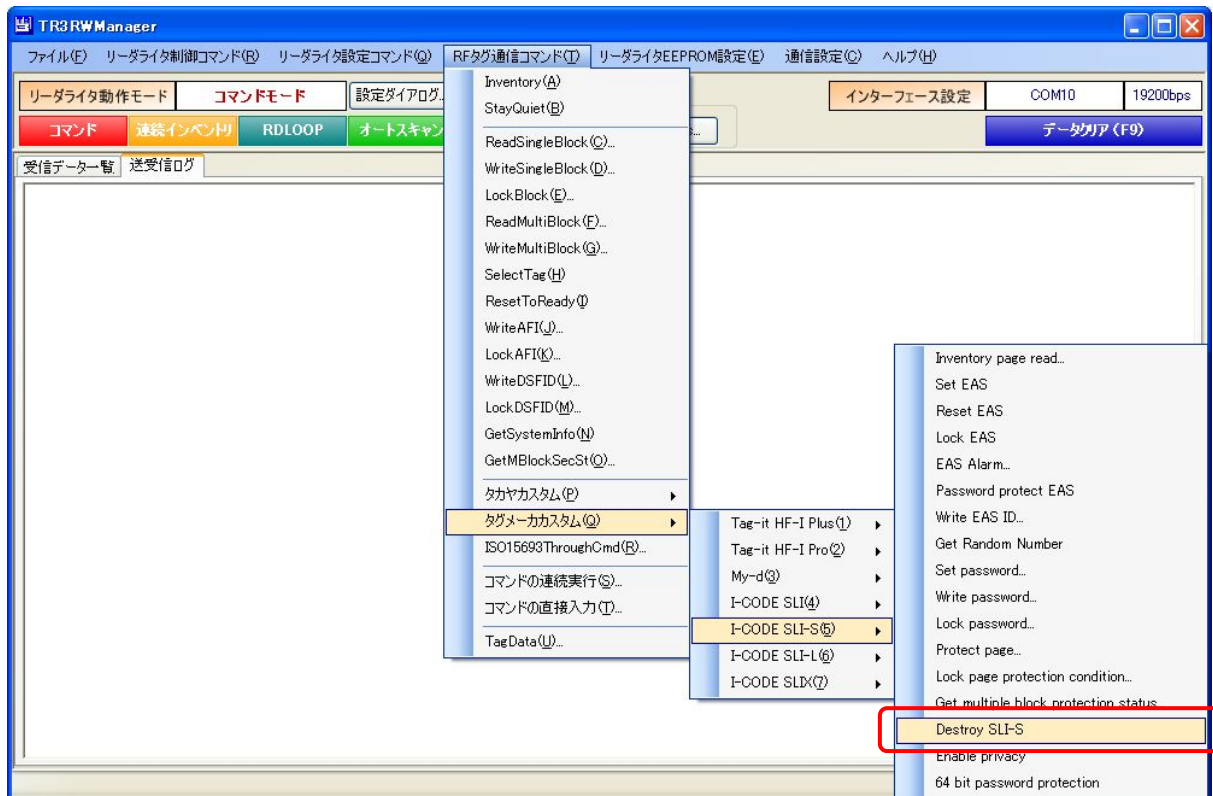 TR3RWManager
ファイル(F) リーダライタ制御コマンド(R) リーダライタ設定コマンド(Q) RFタグ通信コマンド(T) リーダライタEEPROM設定(E) 通信設定(C) ヘルプ(H)
リーダライタ動作モード コマンドモード 設定ダイアログ... インターフェース設定 COM10 19200bps
コマンド 連続インベントリ RDLOOP オートスキャン データクリア(F9)
受信データ一覧 送受信ログ
Inventory(A)
StayQuiet(B)
ReadSingleBlock(C)...
WriteSingleBlock(D)...
LockBlock(E)...
ReadMultiBlock(F)...
WriteMultiBlock(G)...
SelectTag(H)
ResetToReady(I)
WriteAFI(J)...
LockAFI(K)...
WriteDSFID(L)...
LockDSFID(M)...
GetSystemInfo(N)
GetMBlockSecSt(O)...
タカヤカスタム(P)
タグメーカカスタム(Q)
ISO15693ThroughCmd(R)...
コマンドの連続実行(S)...
コマンドの直接入力(T)...
TagData(U)...
Tag-it HF-I Plus(1)
Tag-it HF-I Pro(2)
My-d(3)
I-CODE SLI(4)
I-CODE SLI-S(5)
I-CODE SLI-L(6)
I-CODE SLIX(7)
Inventory page read...
Set EAS
Reset EAS
Lock EAS
EAS Alarm...
Password protect EAS
Write EAS ID...
Get Random Number
Set password...
Write password...
Lock password...
Protect page...
Lock page protection condition...
Get multiple block protection status...
Destroy SLI-S
Enable privacy
64 bit password protection